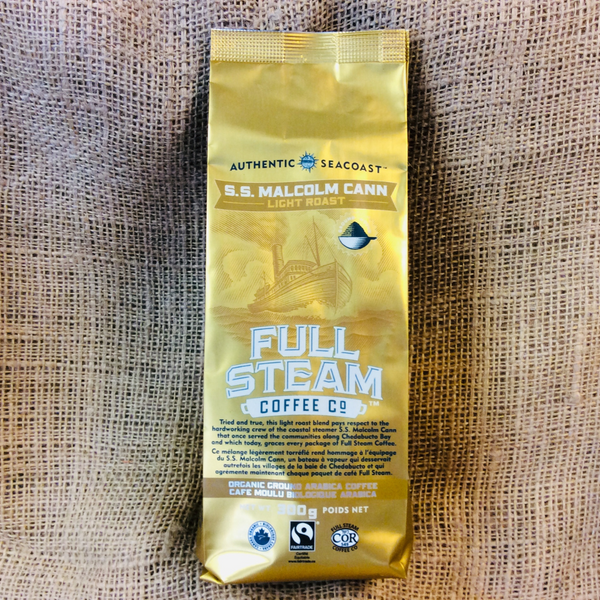 AUTHENTIC SEACOAST™
S.S. MALCOLM CANN
LIGHT ROAST
FULL
STEAM™
COFFEE Cº
Tried and true, this light roast blend pays respect to the
hardworking crew of the coastal steamer S.S. Malcolm Cann
that once served the communities along Chedabucto Bay
and which today, graces every package of Full Steam Coffee.
Ce mélange légèrement torréfié rend hommage à l'équipage
du S.S. Malcolm Cann, un bateau à vapeur qui desservait
autrefois les villages de la baie de Chedabucto et qui
agrémente maintenant chaque paquet de café Full Steam.
ORGANIC GROUND ARABICA COFFEE
CAFÉ MOULU BIOLOGIQUE ARABICA
300g POIDS NET
FAIRTRADE
FULL STEAM
COR
COFFEE CO